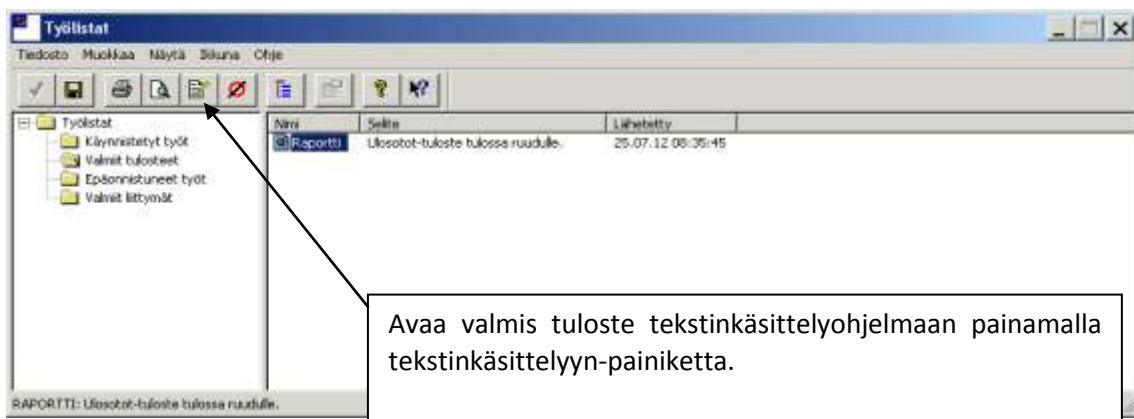 Työlistat
Tiedosto Muokkaa Näytä Ikkuna Ohje
Työlistat
Käynnistetyt työt
Valmiit tulosteet
Epäonnistuneet työt
Valmiit liittymät
Nimi Selite Lähetetty
Raportti Ulosotot-tuloste tulossa ruudulle. 25.07.12 08:35:45
Avaa valmis tuloste tekstinkäsittelyohjelmaan painamalla
tekstinkäsittelyyn-painiketta.
RAPORTTI: Ulosotot-tuloste tulossa ruudulle.